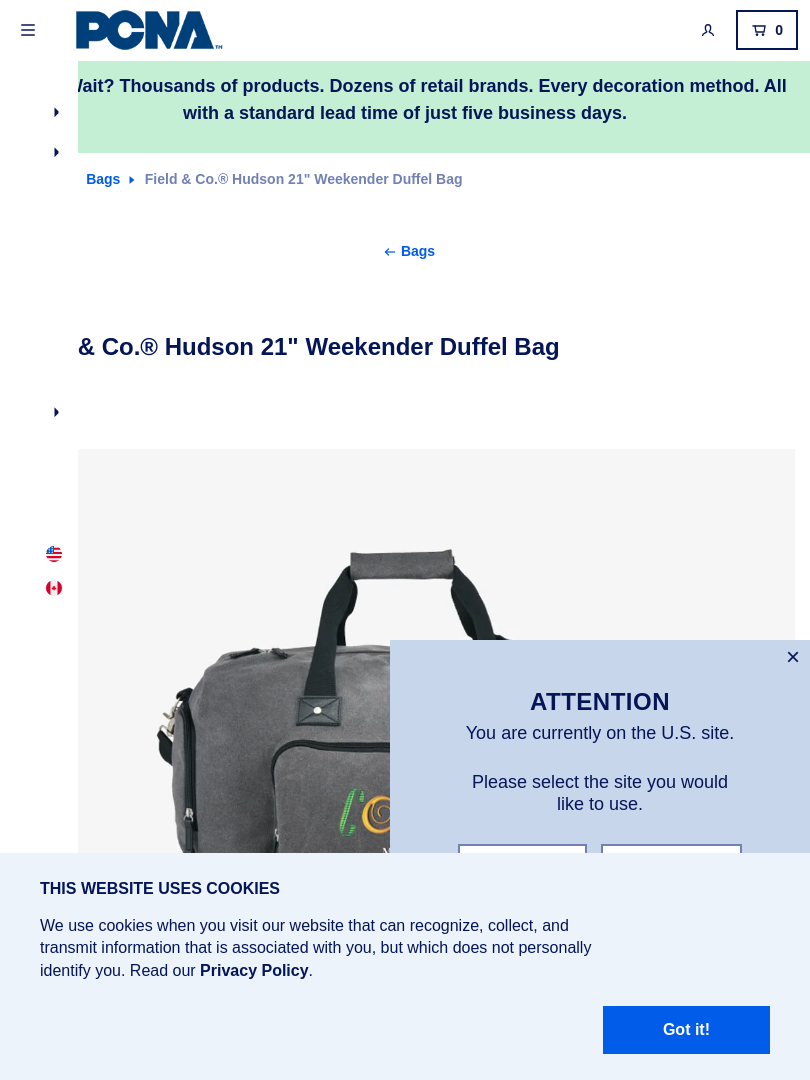 PCNA™
0
Wait? Thousands of products. Dozens of retail brands. Every decoration method. All
with a standard lead time of just five business days.
Bags Field & Co.® Hudson 21" Weekender Duffel Bag
Bags
& Co.® Hudson 21" Weekender Duffel Bag
ATTENTION
You are currently on the U.S. site.
Please select the site you would
like to use.
THIS WEBSITE USES COOKIES
We use cookies when you visit our website that can recognize, collect, and
transmit information that is associated with you, but which does not personally
identify you. Read our Privacy Policy.
Got it!